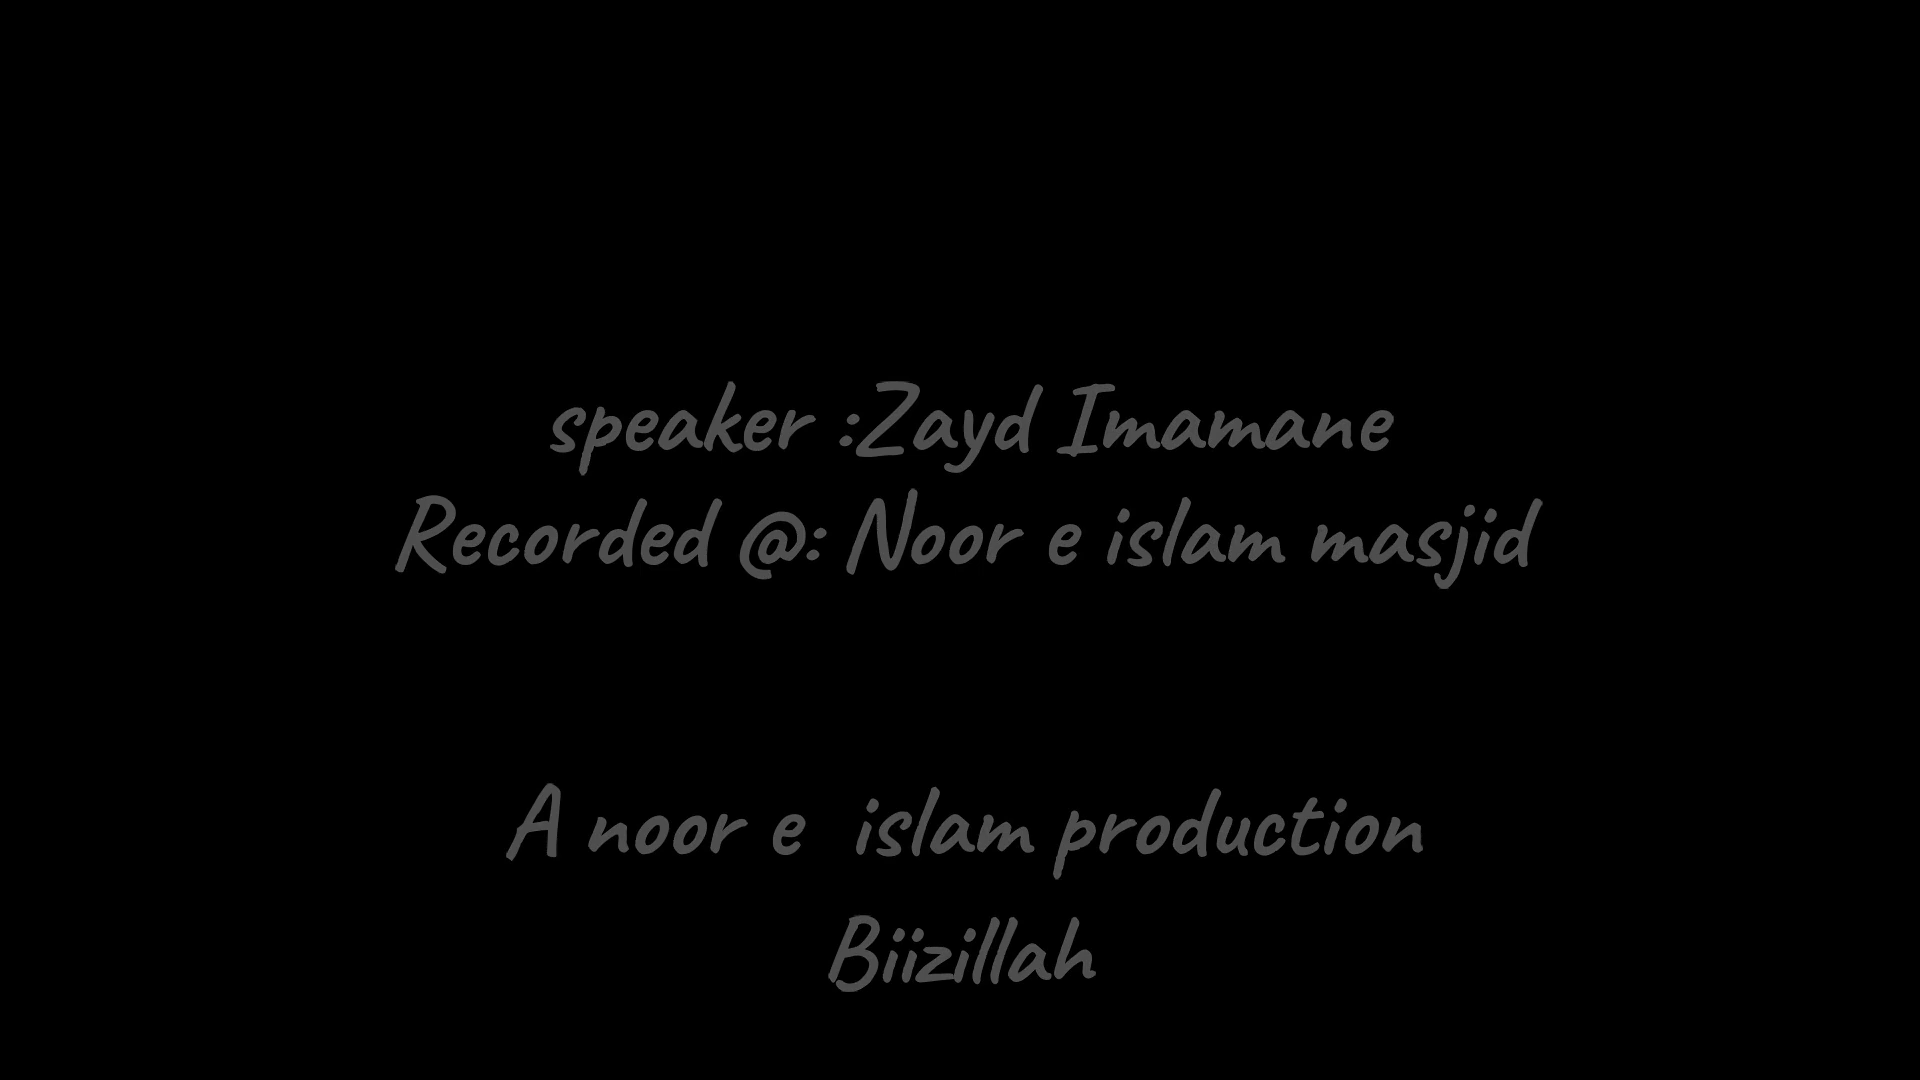 speaker :Zayd Imamane
Recorded @: Noor e islam masjid
A noor e  islam production
Biizillah